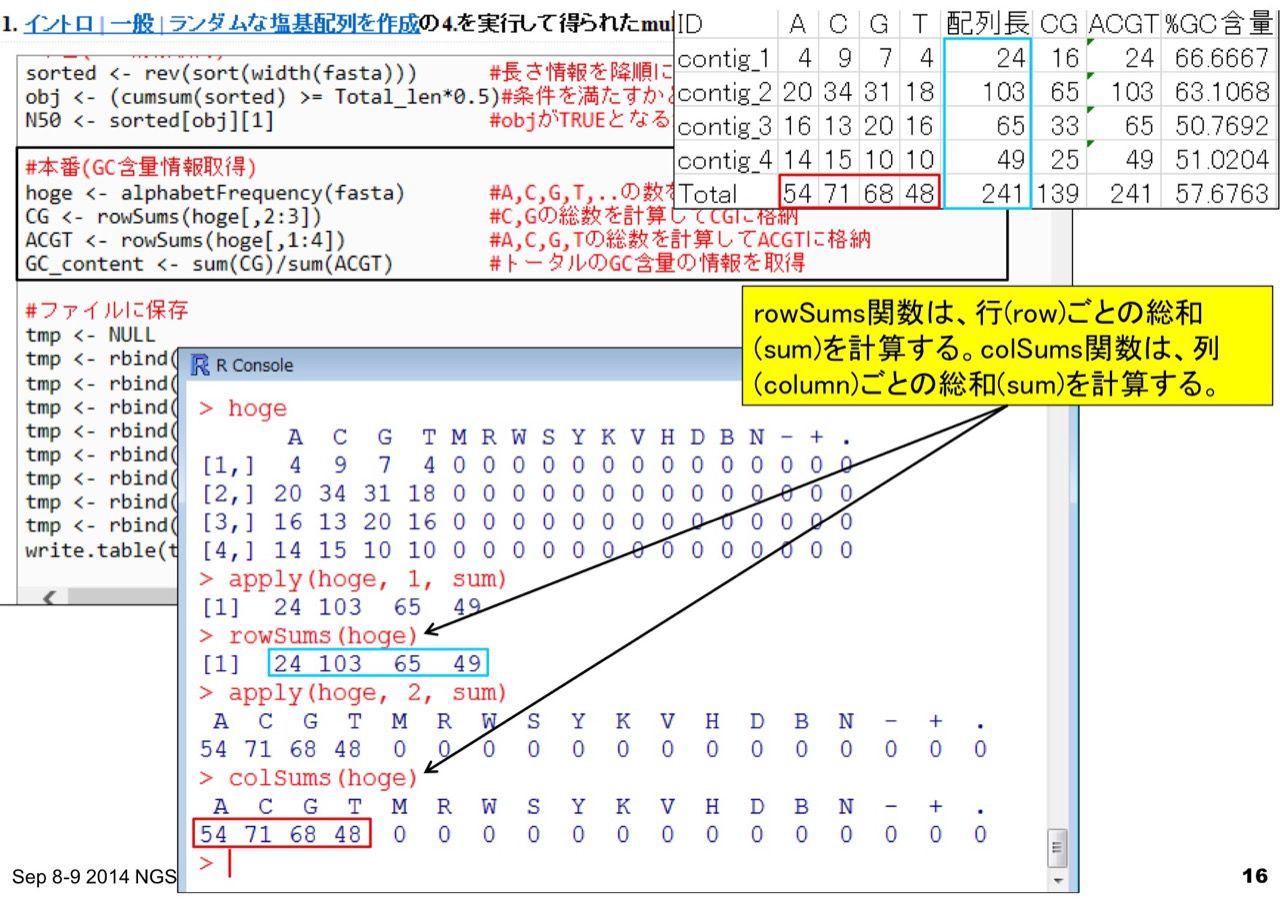 1. イントロ | 一般 | ランダムな塩基配列を作成の4.を実行して得られたmul
sorted <- rev(sort(width(fasta))) #長さ情報を降順に
obj <- (cumsum(sorted) >= Total_len*0.5)#条件を満たすか
N50 <- sorted[obj][1] #objがTRUEとなる
#本番(GC含量情報取得)
hoge <- alphabetFrequency(fasta) #A,C,G,T,..の数を
CG <- rowSums(hoge[,2:3]) #C,Gの総数を計算してCGに格納
ACGT <- rowSums(hoge[,1:4]) #A,C,G,Tの総数を計算してACGTに格納
GC_content <- sum(CG)/sum(ACGT) #トータルのGC含量の情報を取得
#ファイルに保存
tmp <- NULL
tmp <- rbind(
tmp <- rbind(
tmp <- rbind(
tmp <- rbind(
tmp <- rbind(
tmp <- rbind(
tmp <- rbind(
tmp <- rbind(
write.table(t
ID A C G T 配列長 CG ACGT %GC含量
contig_1 4 9 7 4 24 16 24 66.6667
contig_2 20 34 31 18 103 65 103 63.1068
contig_3 16 13 20 16 65 33 65 50.7692
contig_4 14 15 10 10 49 25 49 51.0204
Total 54 71 68 48 241 139 241 57.6763
rowSums関数は、行(row)ごとの総和
(sum)を計算する。colSums関数は、列
(column)ごとの総和(sum)を計算する。
R Console
> hoge
A C G T M R W S Y K V H D B N - + .
[1,] 4 9 7 4 0 0 0 0 0 0 0 0 0 0 0 0 0 0
[2,] 20 34 31 18 0 0 0 0 0 0 0 0 0 0 0 0 0 0
[3,] 16 13 20 16 0 0 0 0 0 0 0 0 0 0 0 0 0 0
[4,] 14 15 10 10 0 0 0 0 0 0 0 0 0 0 0 0 0 0
> apply(hoge, 1, sum)
[1] 24 103 65 49
> rowSums(hoge)
[1] 24 103 65 49
> apply(hoge, 2, sum)
A C G T M R W S Y K V H D B N - + .
54 71 68 48 0 0 0 0 0 0 0 0 0 0 0 0 0 0
> colSums(hoge)
A C G T M R W S Y K V H D B N - + .
54 71 68 48 0 0 0 0 0 0 0 0 0 0 0 0 0 0
>
Sep 8-9 2014 NGS
16